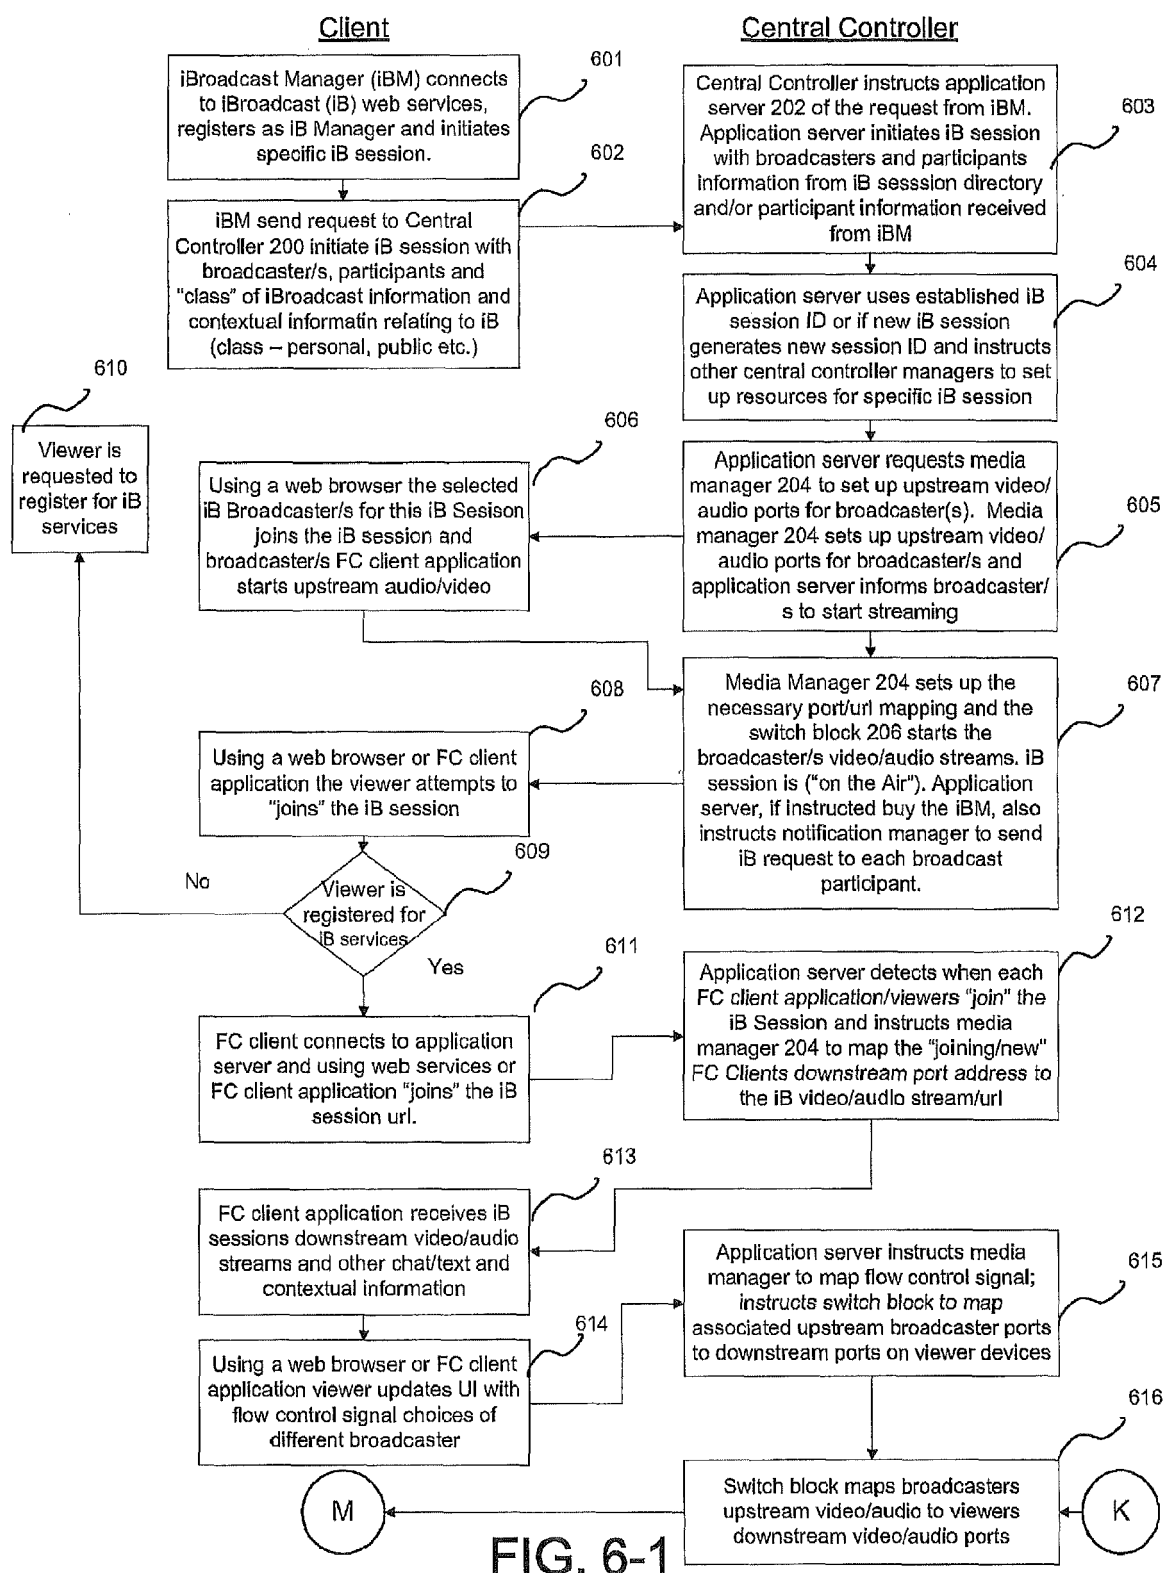 Client
Central Controller
601
iBroadcast Manager (iBM) connects
to iBroadcast (iB) web services,
registers as iB Manager and initiates
specific iB session.
603
Central Controller instructs application
server 202 of the request from iBM.
Application server initiates iB session
with broadcasters and participants
information from iB sesssion directory
and/or participant information received
from iBM
602
iBM send request to Central
Controller 200 initiate iB session with
broadcaster/s, participants and
"class" of iBroadcast information and
contextual informatin relating to iB
(class – personal, public etc.)
604
Application server uses established iB
session ID or if new iB session
generates new session ID and instructs
other central controller managers to set
up resources for specific iB session
610
Viewer is
requested to
register for iB
services
606
Using a web browser the selected
iB Broadcaster/s for this iB Sesison
joins the iB session and
broadcaster/s FC client application
starts upstream audio/video
605
Application server requests media
manager 204 to set up upstream video/
audio ports for broadcaster(s). Media
manager 204 sets up upstream video/
audio ports for broadcaster/s and
application server informs broadcaster/
s to start streaming
607
Media Manager 204 sets up the
necessary port/url mapping and the
switch block 206 starts the
broadcaster/s video/audio streams. iB
session is ("on the Air"). Application
server, if instructed buy the iBM, also
instructs notification manager to send
iB request to each broadcast
participant.
608
Using a web browser or FC client
application the viewer attempts to
"joins" the iB session
609
Viewer is
registered for
iB services
No
Yes
611
FC client connects to application
server and using web services or
FC client application "joins" the iB
session url.
612
Application server detects when each
FC client application/viewers "join" the
iB Session and instructs media
manager 204 to map the "joining/new"
FC Clients downstream port address to
the iB video/audio stream/url
613
FC client application receives iB
sessions downstream video/audio
streams and other chat/text and
contextual information
614
Using a web browser or FC client
application viewer updates UI with
flow control signal choices of
different broadcaster
615
Application server instructs media
manager to map flow control signal;
instructs switch block to map
associated upstream broadcaster ports
to downstream ports on viewer devices
616
Switch block maps broadcasters
upstream video/audio to viewers
downstream video/audio ports
M
K
FIG. 6-1